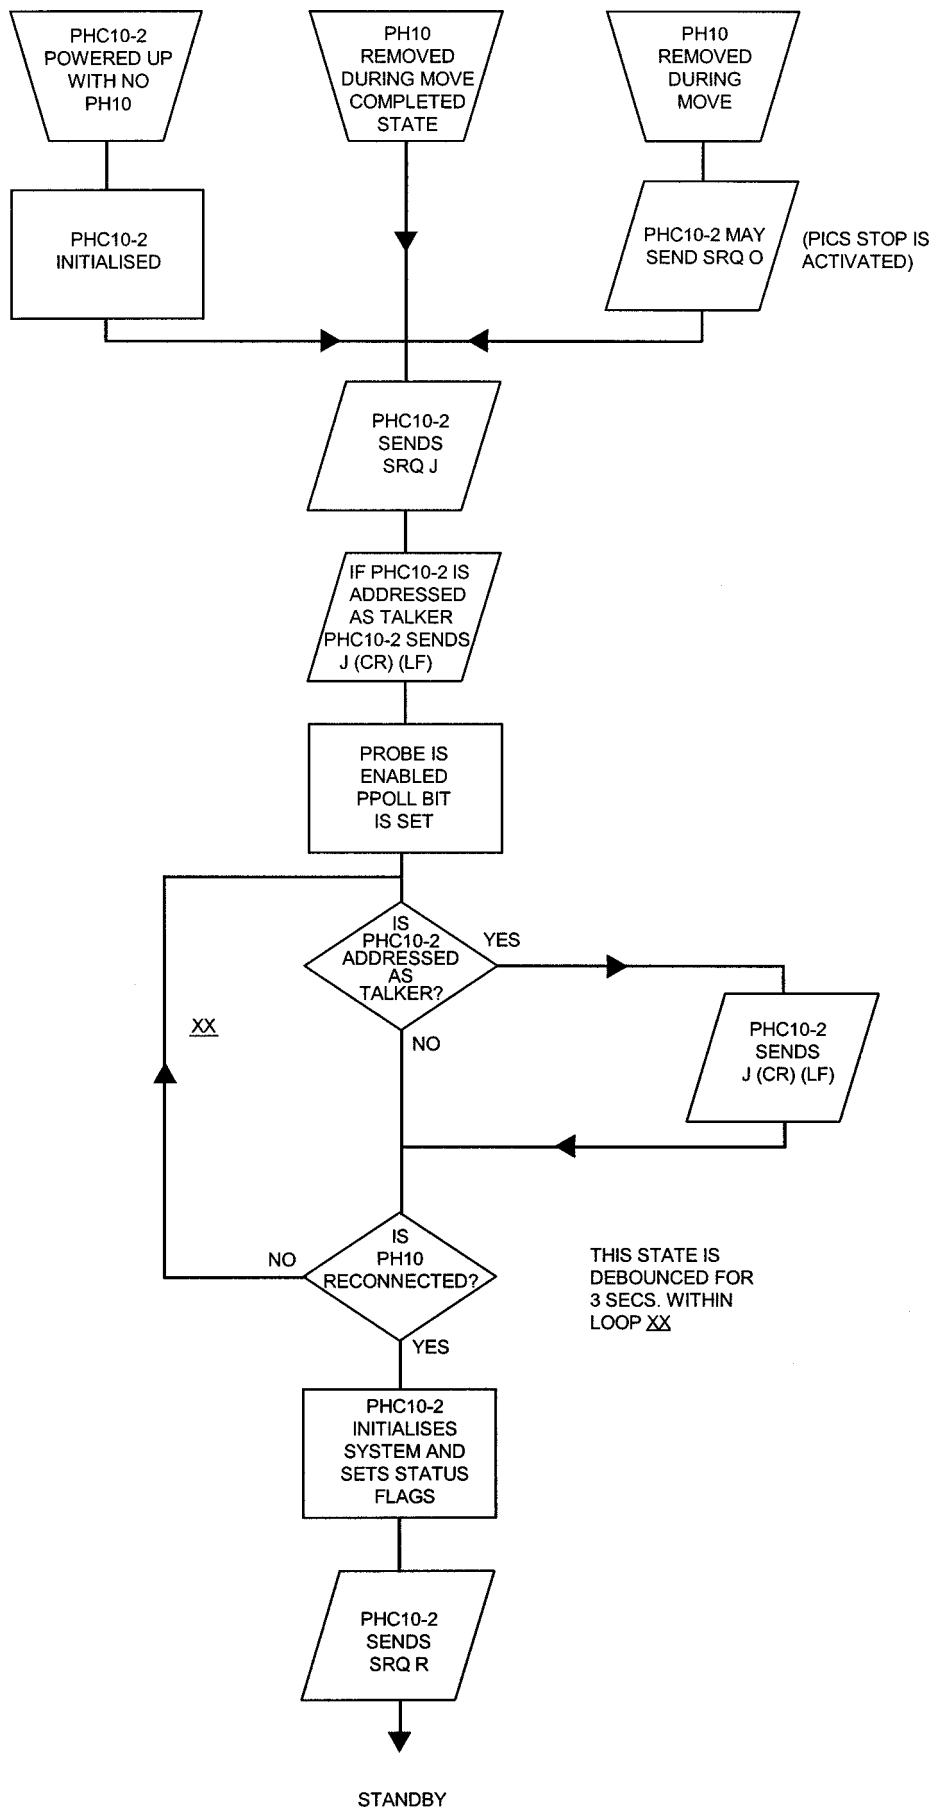 PHC10-2
POWERED UP
WITH NO
PH10
PH10
REMOVED
DURING MOVE
COMPLETED
STATE
PH10
REMOVED
DURING
MOVE
PHC10-2
INITIALISED
PHC10-2 MAY
SEND SRQ O
(PICS STOP IS
ACTIVATED)
PHC10-2
SENDS
SRQ J
IF PHC10-2 IS
ADDRESSED
AS TALKER
PHC10-2 SENDS
J (CR) (LF)
PROBE IS
ENABLED
PPOLL BIT
IS SET
IS
PHC10-2
ADDRESSED
AS
TALKER?
YES
NO
XX
PHC10-2
SENDS
J (CR) (LF)
IS
PH10
RECONNECTED?
NO
YES
THIS STATE IS
DEBOUNCED FOR
3 SECS. WITHIN
LOOP XX
PHC10-2
INITIALISES
SYSTEM AND
SETS STATUS
FLAGS
PHC10-2
SENDS
SRQ R
STANDBY